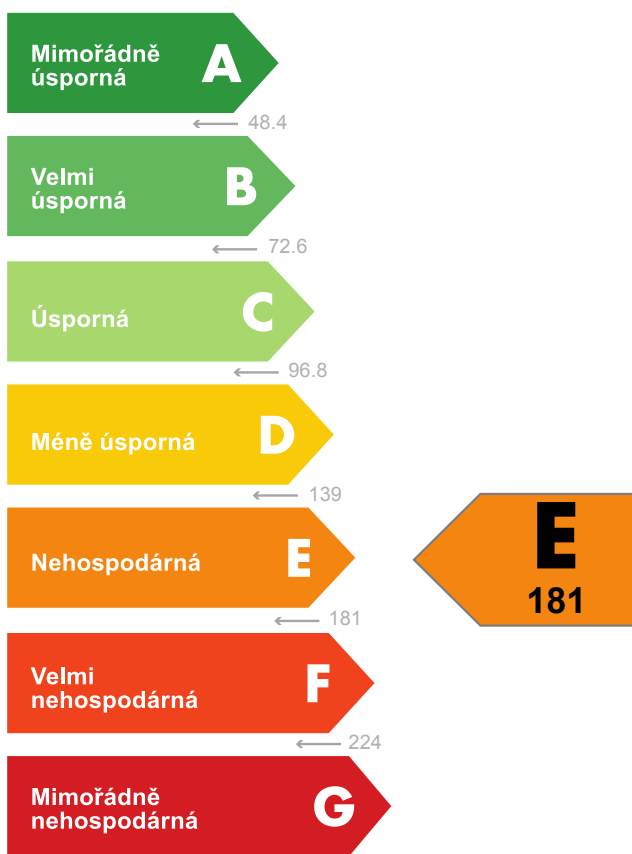 Mimořádně
úsporná
A
48.4
Velmi
úsporná
B
72.6
Úsporná
C
96.8
Méně úsporná
D
139
Nehospodárná
E
E
181
181
Velmi
nehospodárná
F
224
Mimořádně
nehospodárná
G